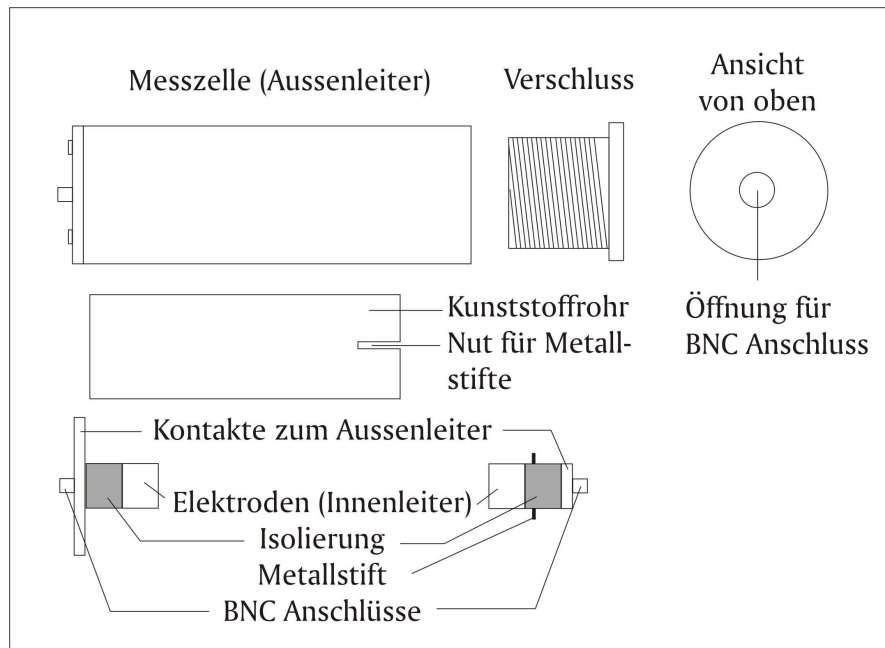 Messzelle (Aussenleiter)
Verschluss
Ansicht
von oben
Kunststoffrohr
Nut für Metall-
stifte
Öffnung für
BNC Anschluss
Kontakte zum Aussenleiter
Elektroden (Innenleiter)
Isolierung
Metallstift
BNC Anschlüsse